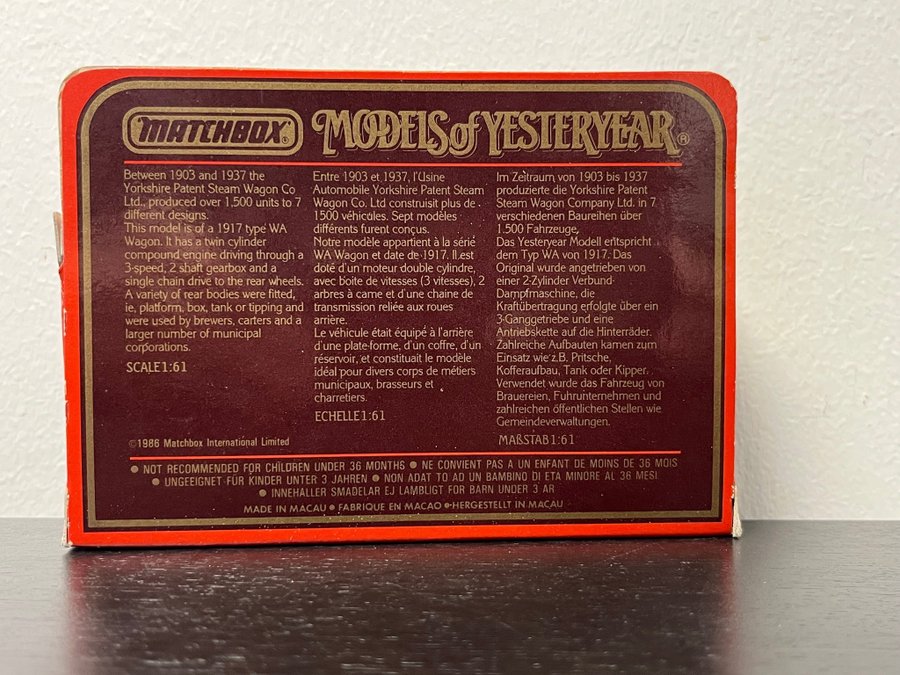 MATCHBOX® MODELS of YESTERYEAR®
Between 1903 and 1937 the
Yorkshire Patent Steam Wagon Co
Ltd., produced over 1,500 units to 7
different designs.
This model is of a 1917 type WA
Wagon. It has a twin cylinder
compound engine driving through a
3-speed, 2 shaft gearbox and a
single chain drive to the rear wheels.
A variety of rear bodies were fitted,
ie, platform, box, tank or tipping and
were used by brewers, carters and a
larger number of municipal
corporations.
SCALE 1:61
©1986 Matchbox International Limited
Entre 1903 et 1937, l'Usine
Automobile Yorkshire Patent Steam
Wagon Co. Ltd construisit plus de
1500 véhicules. Sept modèles
différents furent conçus.
Notre modèle appartient à la série
WA Wagon et date de 1917. Il est
doté d'un moteur double cylindre,
avec boite de vitesses (3 vitesses), 2
arbres à came et d'une chaine de
transmission reliée aux roues
arrière.
Le véhicule était équipé à l'arrière
d'une plate-forme, d'un coffre, d'un
réservoir, et constituait le modèle
idéal pour divers corps de métiers
municipaux, brasseurs et
charretiers.
ECHELLE 1:61
Im Zeitraum von 1903 bis 1937
produzierte die Yorkshire Patent
Steam Wagon Company Ltd. in 7
verschiedenen Baureihen über
1.500 Fahrzeuge.
Das Yesteryear Modell entspricht
dem Typ WA von 1917. Das
Original wurde angetrieben von
einer 2-Zylinder Verbund-
Dampfmaschine, die
Kraftübertragung erfolgte über ein
3-Ganggetriebe und eine
Antriebskette auf die Hinterräder.
Zahlreiche Aufbauten kamen zum
Einsatz wie z.B. Pritsche,
Kofferaufbau, Tank oder Kipper.
Verwendet wurde das Fahrzeug von
Brauereien, Fuhrunternehmen und
zahlreichen öffentlichen Stellen wie
Gemeindeverwaltungen.
MAßSTAB 1:61
● NOT RECOMMENDED FOR CHILDREN UNDER 36 MONTHS ● NE CONVIENT PAS A UN ENFANT DE MOINS DE 36 MOIS
● UNGEEIGNET FÜR KINDER UNTER 3 JAHREN ● NON ADAT TO AD UN BAMBINO DI ETA MINORE AL 36 MESI
● INNEHALLER SMADELAR EJ LAMBLIGT FOR BARN UNDER 3 AR
MADE IN MACAU ● FABRIQUE EN MACAO ● HERGESTELLT IN MACAU